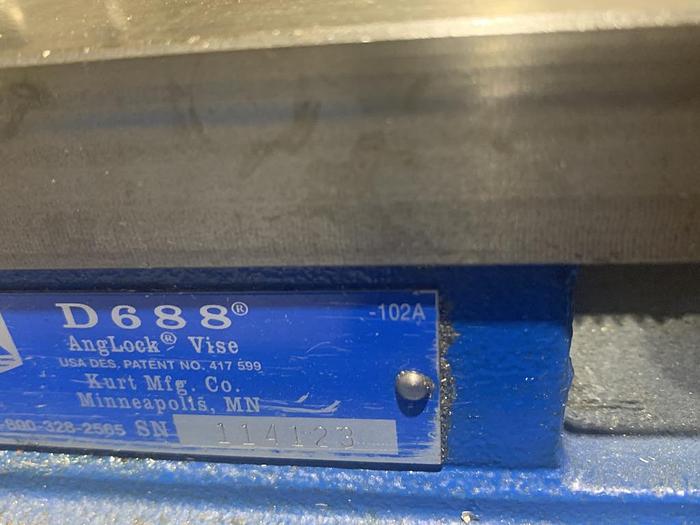 D688®
-102A
AngLock® Vise
USA DES. PATENT NO. 417 599
Kurt Mfg. Co.
Minneapolis, MN
-800-328-2565 SN 114123